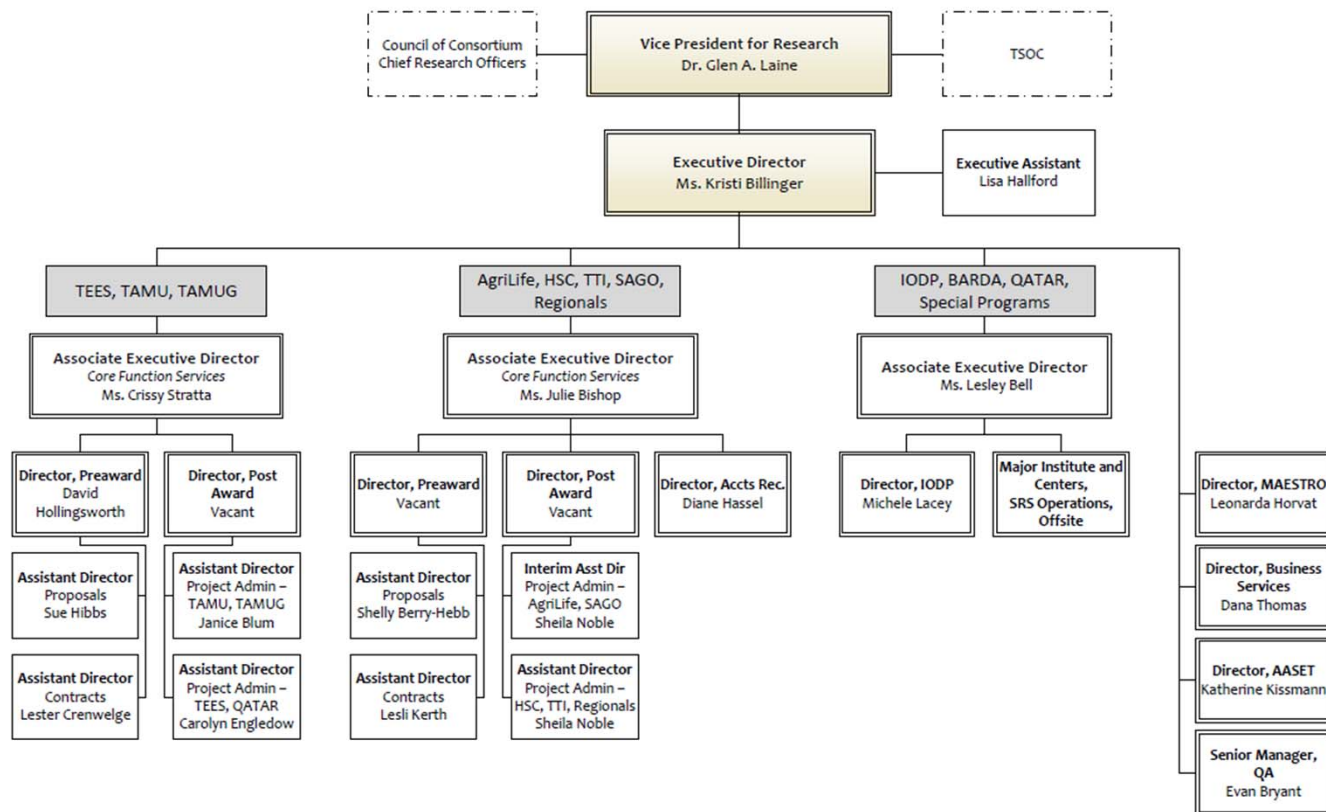 Council of Consortium
Chief Research Officers
Vice President for Research
Dr. Glen A. Laine
TSOC
Executive Director
Ms. Kristi Billinger
Executive Assistant
Lisa Hallford
TEES, TAMU, TAMUG
AgriLife, HSC, TTI, SAGO,
Regionals
IODP, BARDA, QATAR,
Special Programs
Associate Executive Director
Core Function Services
Ms. Crissy Stratta
Associate Executive Director
Core Function Services
Ms. Julie Bishop
Associate Executive Director
Ms. Lesley Bell
Director, Preaward
David
Hollingsworth
Director, Post
Award
Vacant
Director, Preaward
Vacant
Director, Post
Award
Vacant
Director, Accts Rec.
Diane Hassel
Director, IODP
Michele Lacey
Major Institute and
Centers,
SRS Operations,
Offsite
Director, MAESTRO
Leonarda Horvat
Assistant Director
Proposals
Sue Hibbs
Assistant Director
Project Admin –
TAMU, TAMUG
Janice Blum
Assistant Director
Proposals
Shelly Berry-Hebb
Interim Asst Dir
Project Admin –
AgriLife, SAGO
Sheila Noble
Director, Business
Services
Dana Thomas
Assistant Director
Contracts
Lester Crenwelge
Assistant Director
Project Admin –
TEES, QATAR
Carolyn Engledow
Assistant Director
Contracts
Lesli Kerth
Assistant Director
Project Admin –
HSC, TTI, Regionals
Sheila Noble
Director, AASET
Katherine Kissmann
Senior Manager,
QA
Evan Bryant